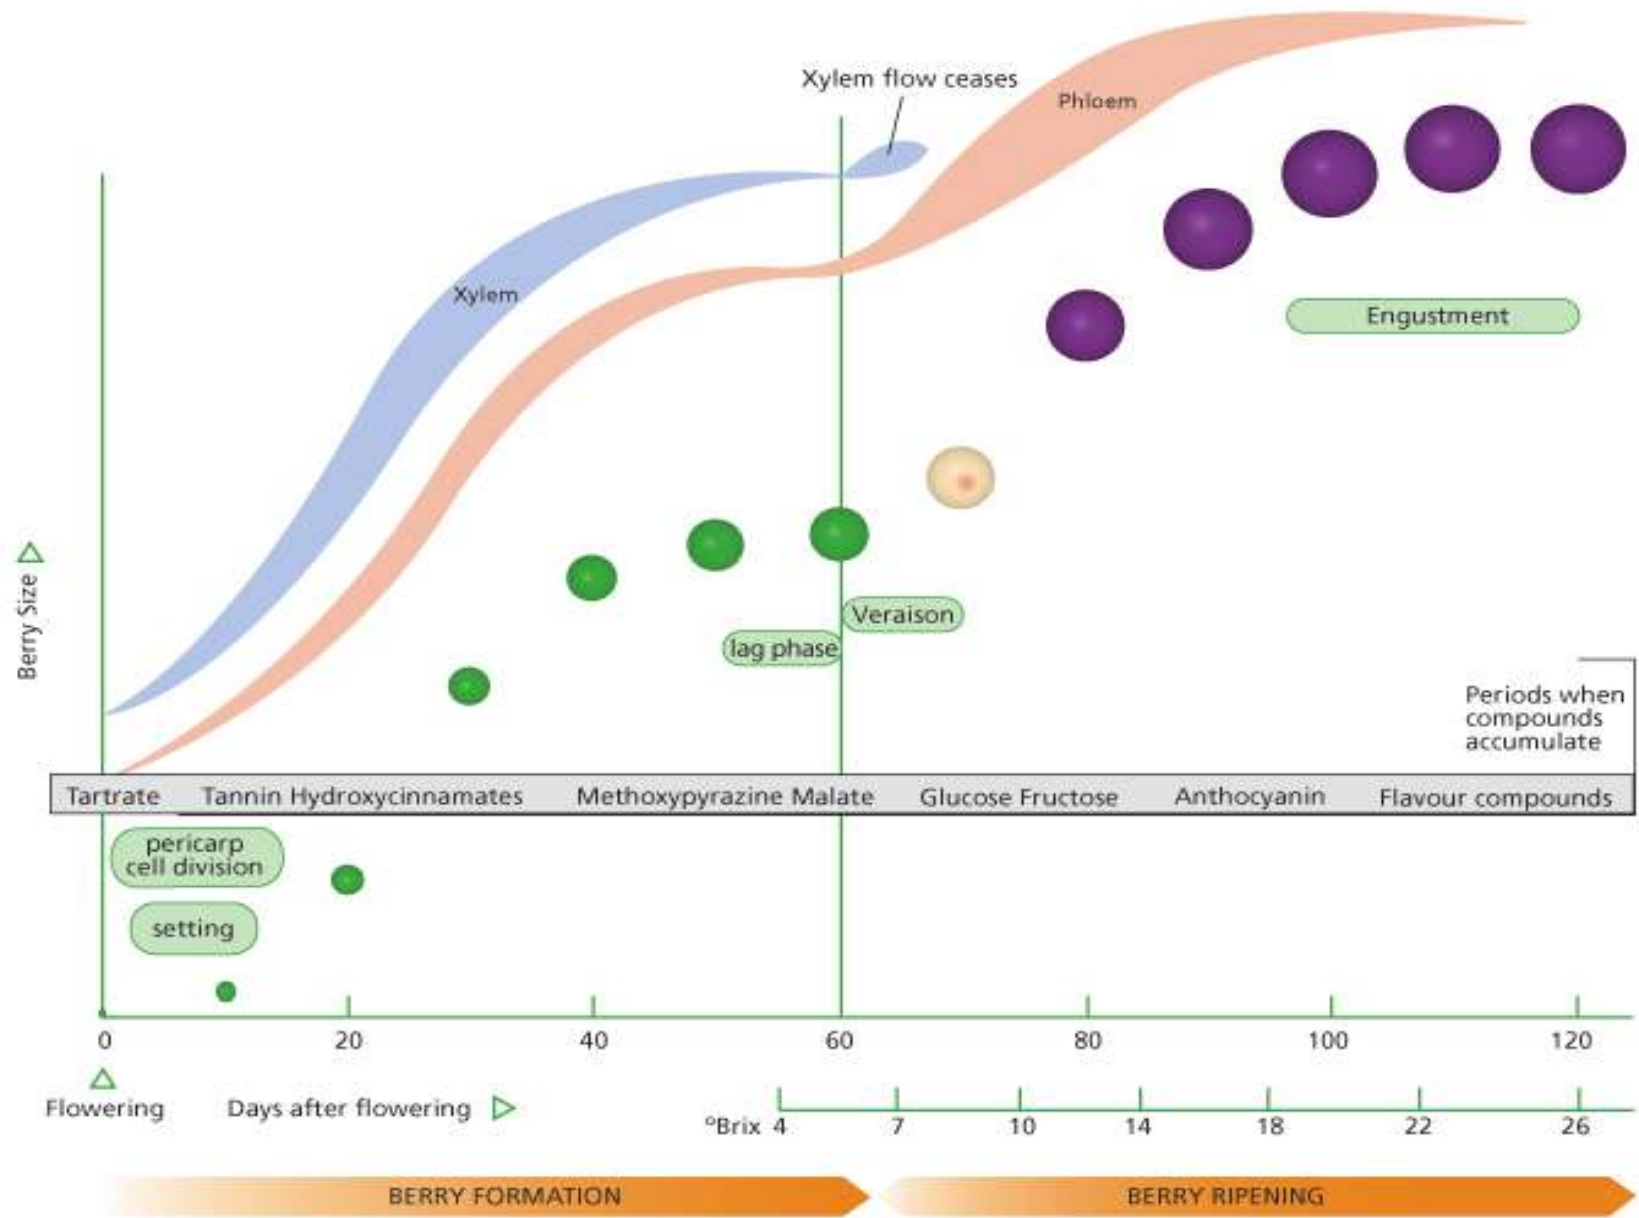 Xylem flow ceases
Phloem
Xylem
Engustment
Berry Size
Veraison
lag phase
Periods when
compounds
accumulate
Tartrate Tannin Hydroxycinnamates Methoxypyrazine Malate Glucose Fructose Anthocyanin Flavour compounds
pericarp
cell division
setting
0 20 40 60 80 100 120
Flowering Days after flowering
°Brix 4 7 10 14 18 22 26
BERRY FORMATION BERRY RIPENING